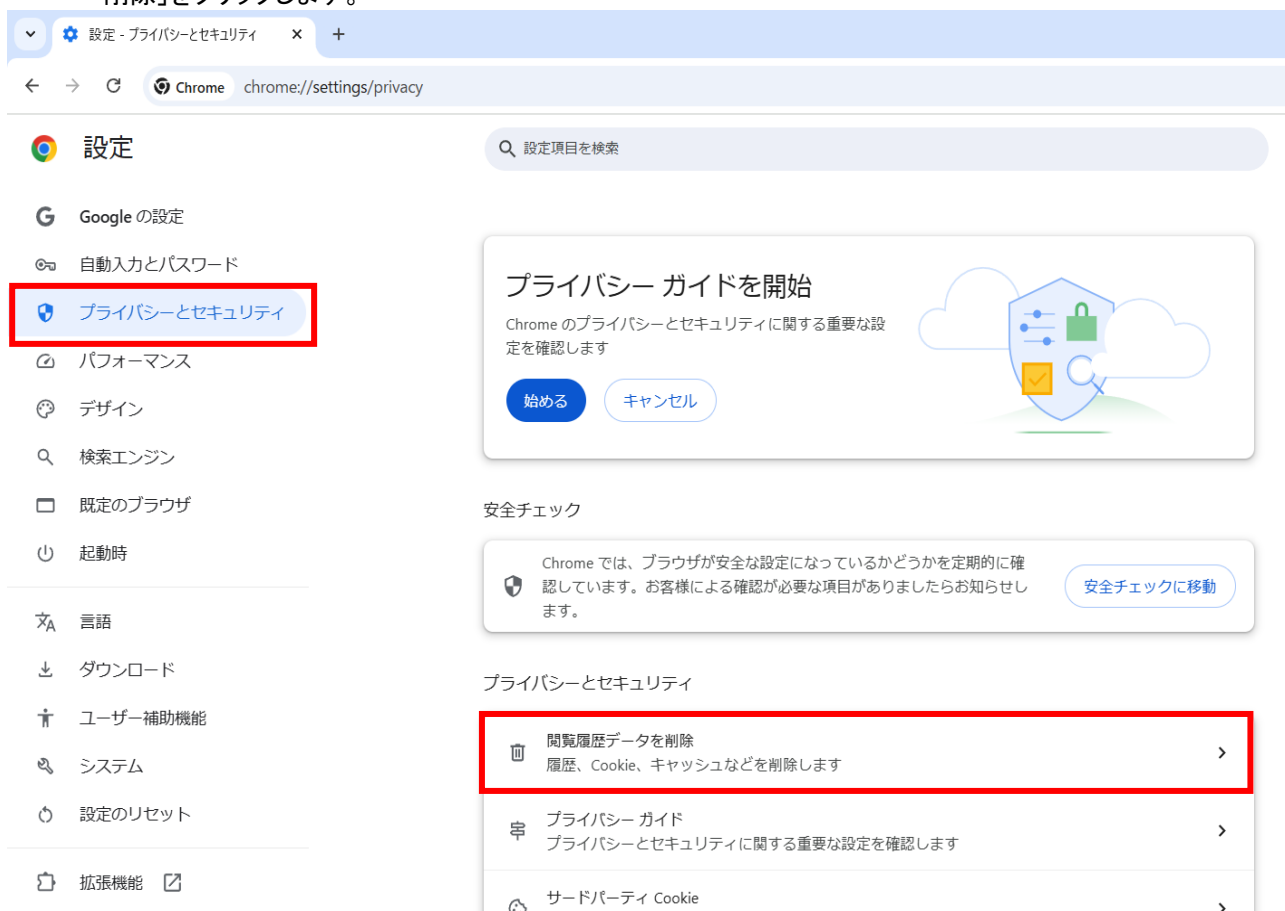 削除」をクリックします。
設定 - プライバシーとセキュリティ
Chrome chrome://settings/privacy
設定
設定項目を検索
Google の設定
自動入力とパスワード
プライバシーとセキュリティ
パフォーマンス
デザイン
検索エンジン
既定のブラウザ
起動時
言語
ダウンロード
ユーザー補助機能
システム
設定のリセット
拡張機能
プライバシー ガイドを開始
Chrome のプライバシーとセキュリティに関する重要な設
定を確認します
始める
キャンセル
安全チェック
Chrome では、ブラウザが安全な設定になっているかどうかを定期的に確
認しています。お客様による確認が必要な項目がありましたらお知らせし
ます。
安全チェックに移動
プライバシーとセキュリティ
閲覧履歴データを削除
履歴、Cookie、キャッシュなどを削除します
プライバシー ガイド
プライバシーとセキュリティに関する重要な設定を確認します
サードパーティ Cookie